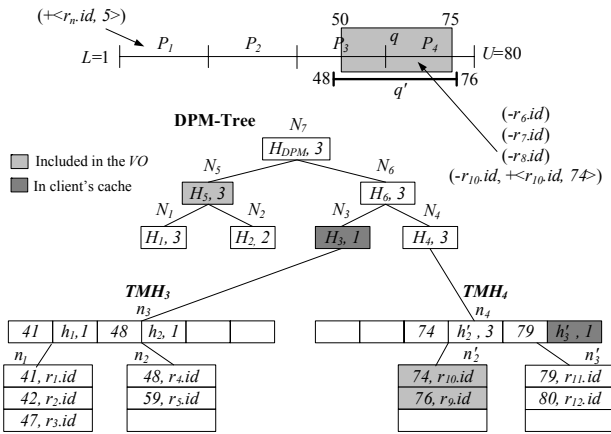 (+<rn.id, 5>)
50 75
P1 P2 P3 q P4
L=1 U=80
48 76
q'
(-r6.id)
(-r7.id)
(-r8.id)
(-r10.id, +<r10.id, 74>)
DPM-Tree
N7
HDPM, 3
Included in the VO
In client's cache
N5 N6
H5, 3 H6, 3
N1 N2 N3 N4
H1, 3 H2, 2 H3, 1 H4, 3
TMH3 TMH4
n3 n4
41 h1,1 48 h2, 1 74 h'2, 3 79 h'3, 1
n1 n2 n'2 n'3
41, r1.id 48, r4.id 74, r10.id 79, r11.id
42, r2.id 59, r5.id 76, r9.id 80, r12.id
47, r3.id